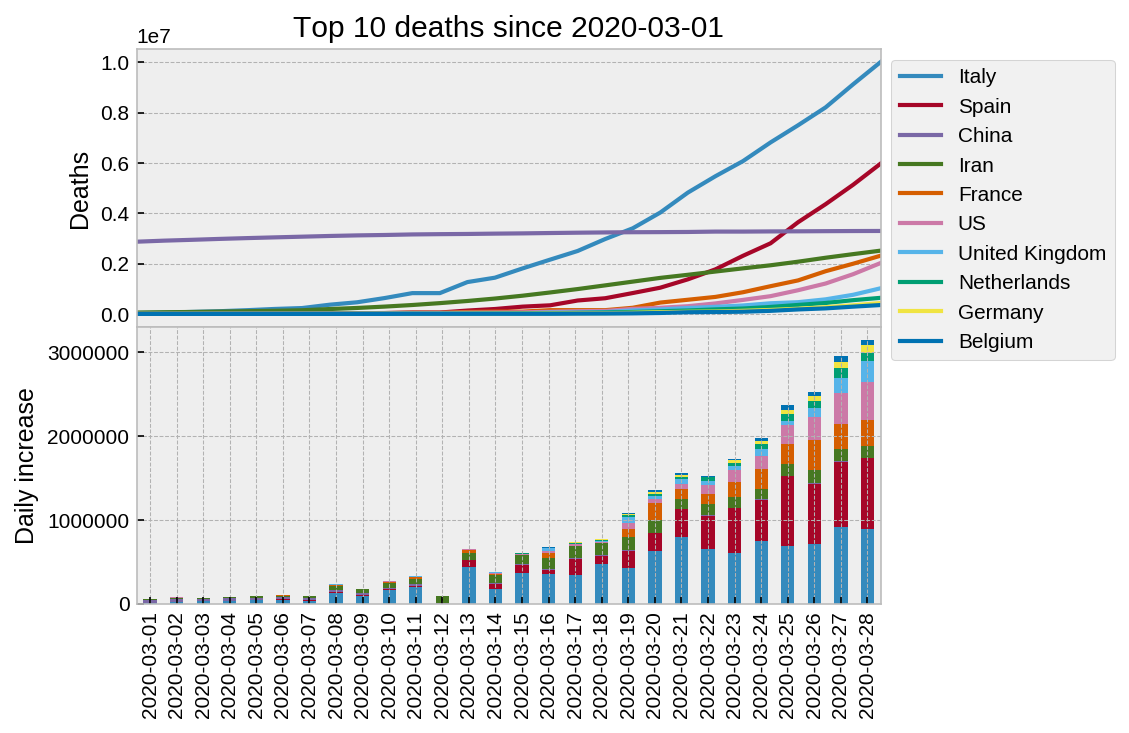 Top 10 deaths since 2020-03-01
1e7
1.0
0.8
0.6
0.4
0.2
0.0
Deaths
Italy
Spain
China
Iran
France
US
United Kingdom
Netherlands
Germany
Belgium
3000000
2000000
1000000
0
Daily increase
2020-03-01
2020-03-02
2020-03-03
2020-03-04
2020-03-05
2020-03-06
2020-03-07
2020-03-08
2020-03-09
2020-03-10
2020-03-11
2020-03-12
2020-03-13
2020-03-14
2020-03-15
2020-03-16
2020-03-17
2020-03-18
2020-03-19
2020-03-20
2020-03-21
2020-03-22
2020-03-23
2020-03-24
2020-03-25
2020-03-26
2020-03-27
2020-03-28